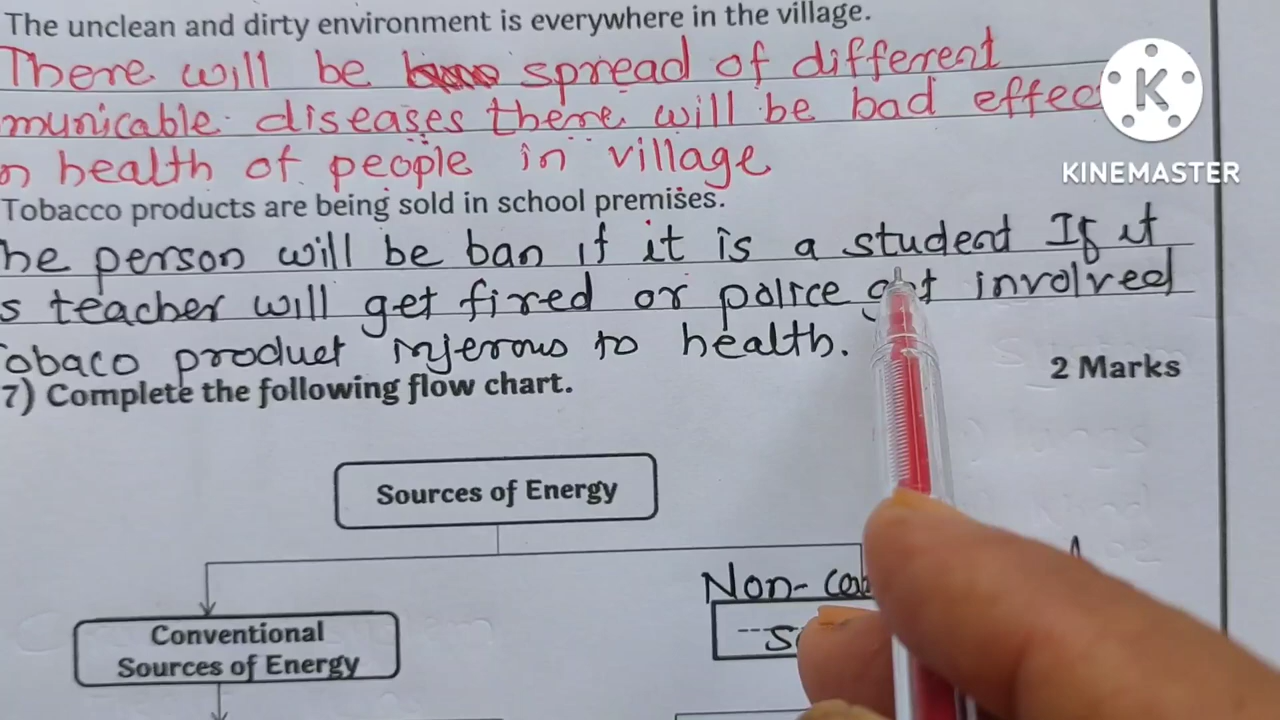 The unclean and dirty environment is everywhere in the village.
There will be spread of different
municable diseases there will be bad effec
n health of people in village
Tobacco products are being sold in school premises.
he person will be ban if it is a student If it
s teacher will get fired or police get involved
obaco product injerous to health.
7) Complete the following flow chart.
2 Marks
Sources of Energy
Non-
Conventional
Sources of Energy
K
KINEMASTER